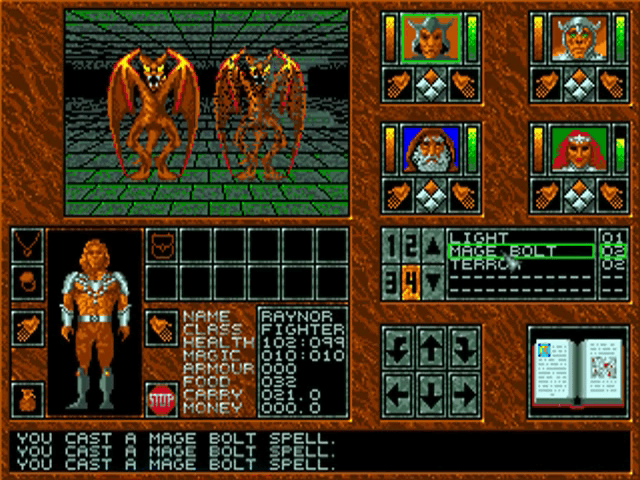 1 2
3 4
LIGHT 01
MAGE BOLT 02
TERROR 02
NAME RAYNOR
CLASS FIGHTER
HEALTH 102:099
MAGIC 010:010
ARMOUR 000
FOOD 032
CARRY 021.0
MONEY 000.0
STOP
YOU CAST A MAGE BOLT SPELL.
YOU CAST A MAGE BOLT SPELL.
YOU CAST A MAGE BOLT SPELL.